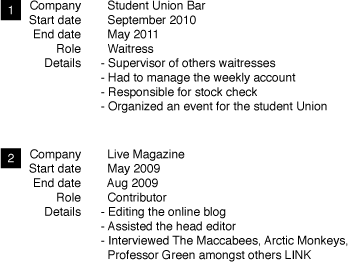 1 Company Student Union Bar
Start date September 2010
End date May 2011
Role Waitress
Details - Supervisor of others waitresses
- Had to manage the weekly account
- Responsible for stock check
- Organized an event for the student Union
2 Company Live Magazine
Start date May 2009
End date Aug 2009
Role Contributor
Details - Editing the online blog
- Assisted the head editor
- Interviewed The Maccabees, Arctic Monkeys,
Professor Green amongst others LINK